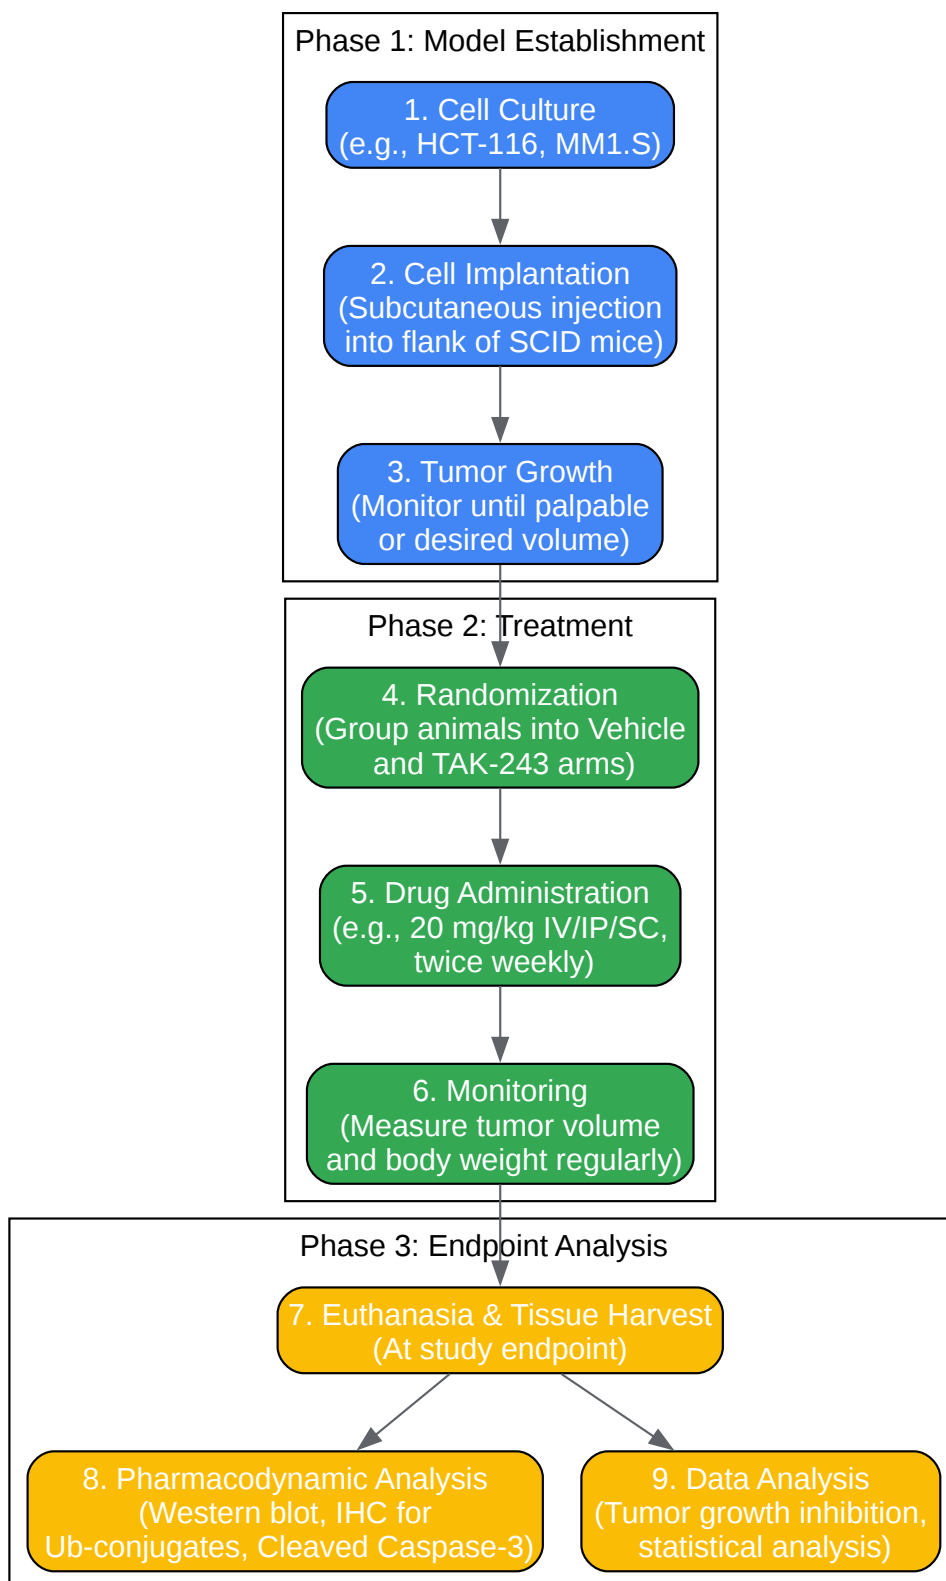 Phase 1: Model Establishment
1. Cell Culture
(e.g., HCT-116, MM1.S)
2. Cell Implantation
(Subcutaneous injection
into flank of SCID mice)
3. Tumor Growth
(Monitor until palpable
or desired volume)
Phase 2: Treatment
4. Randomization
(Group animals into Vehicle
and TAK-243 arms)
5. Drug Administration
(e.g., 20 mg/kg IV/IP/SC,
twice weekly)
6. Monitoring
(Measure tumor volume
and body weight regularly)
Phase 3: Endpoint Analysis
7. Euthanasia & Tissue Harvest
(At study endpoint)
8. Pharmacodynamic Analysis
(Western blot, IHC for
Ub-conjugates, Cleaved Caspase-3)
9. Data Analysis
(Tumor growth inhibition,
statistical analysis)